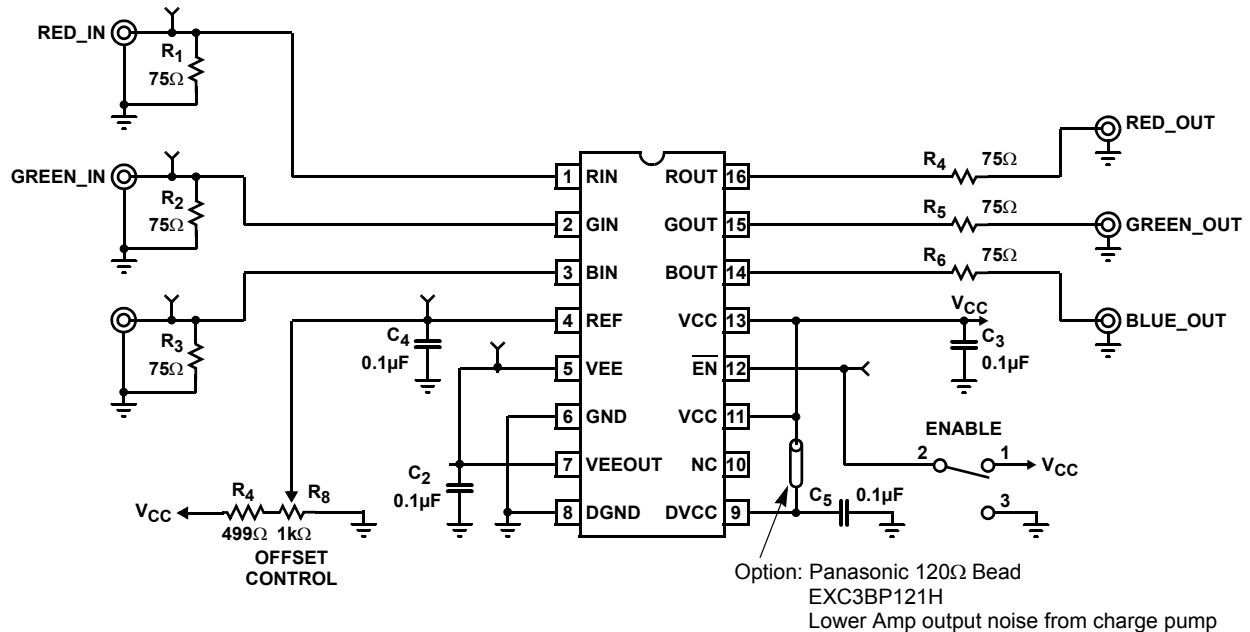 RED_IN
R1
75Ω
GREEN_IN
R2
75Ω
R3
75Ω
1 RIN
2 GIN
3 BIN
4 REF
5 VEE
6 GND
7 VEEOUT
8 DGND
ROUT 16
GOUT 15
BOUT 14
VCC 13
EN 12
VCC 11
NC 10
DVCC 9
C4
0.1µF
C2
0.1µF
VCC
R4
499Ω
R8
1kΩ
OFFSET
CONTROL
R4 75Ω
RED_OUT
R5 75Ω
GREEN_OUT
R6 75Ω
BLUE_OUT
VCC
C3
0.1µF
ENABLE
2 1
VCC
3
C5 0.1µF
Option: Panasonic 120Ω Bead
EXC3BP121H
Lower Amp output noise from charge pump